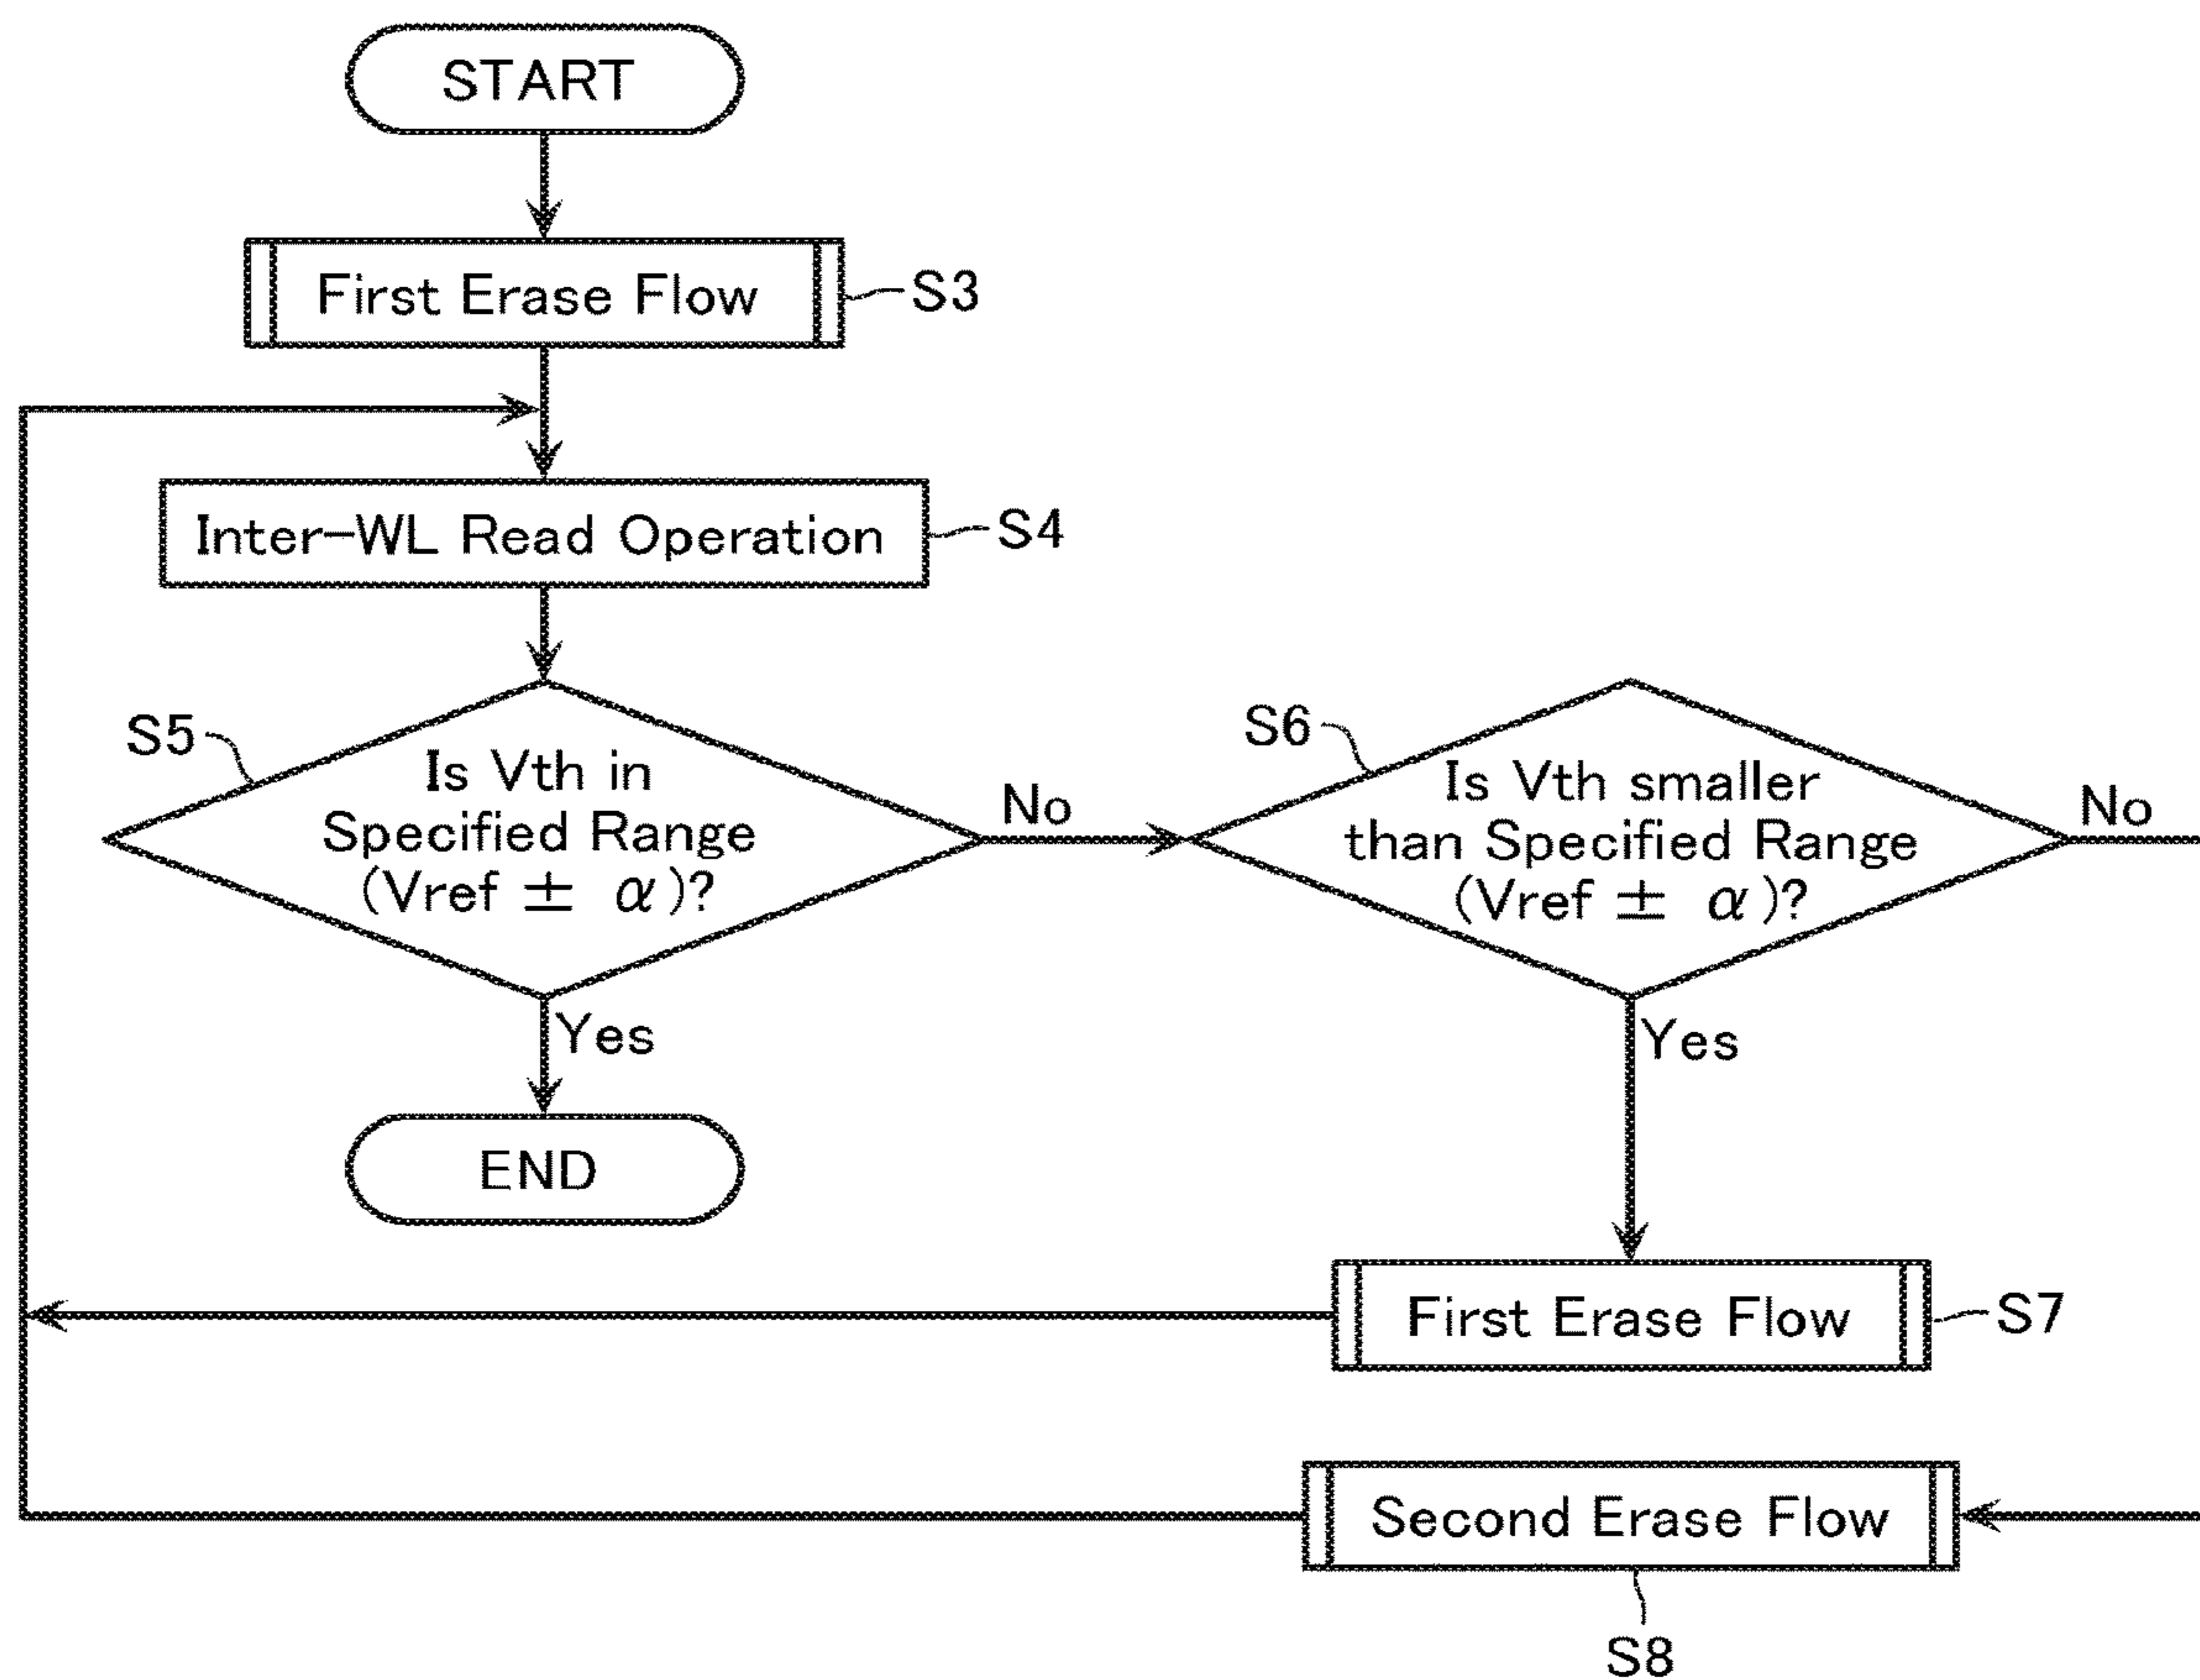 START
First Erase Flow
S3
Inter-WL Read Operation
S4
S5
Is Vth in
Specified Range
(Vref ± α)?
No
Yes
END
S6
Is Vth smaller
than Specified Range
(Vref ± α)?
No
Yes
First Erase Flow
S7
Second Erase Flow
S8